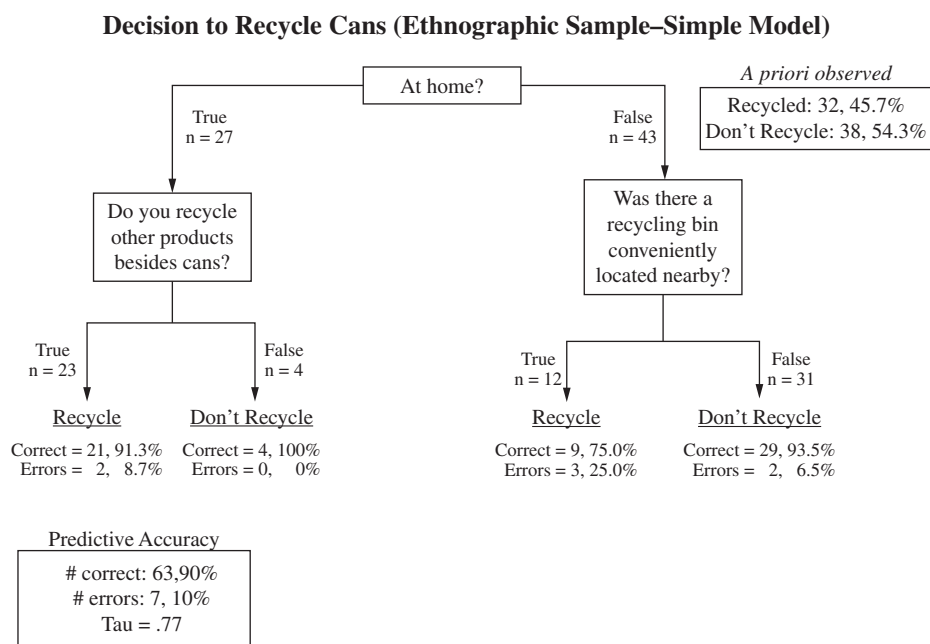 Decision to Recycle Cans (Ethnographic Sample–Simple Model)
At home?
A priori observed
Recycled: 32, 45.7%
Don't Recycle: 38, 54.3%
True
n = 27
False
n = 43
Do you recycle
other products
besides cans?
Was there a
recycling bin
conveniently
located nearby?
True
n = 23
False
n = 4
True
n = 12
False
n = 31
Recycle
Correct = 21, 91.3%
Errors = 2, 8.7%
Don't Recycle
Correct = 4, 100%
Errors = 0, 0%
Recycle
Correct = 9, 75.0%
Errors = 3, 25.0%
Don't Recycle
Correct = 29, 93.5%
Errors = 2, 6.5%
Predictive Accuracy
# correct: 63,90%
# errors: 7, 10%
Tau = .77